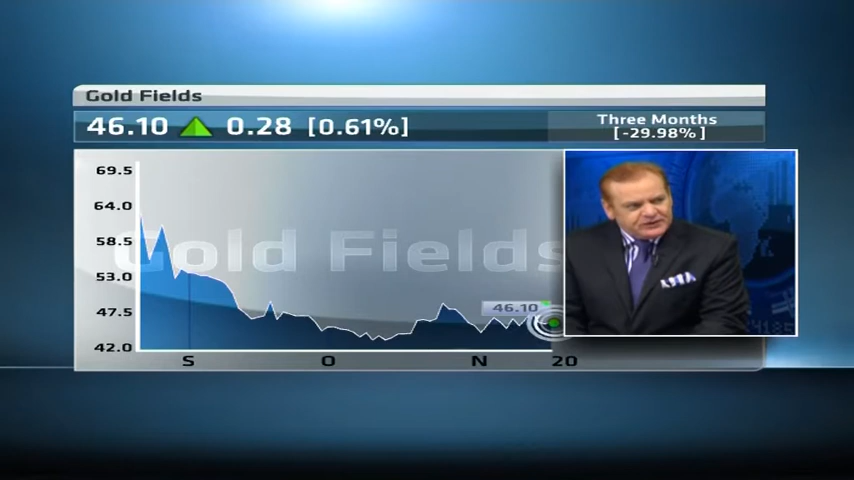 Gold Fields
46.10 0.28 [0.61%]
Three Months
[-29.98%]
69.5
64.0
58.5
53.0
47.5
42.0
Gold Fields
46.10
S O N 20